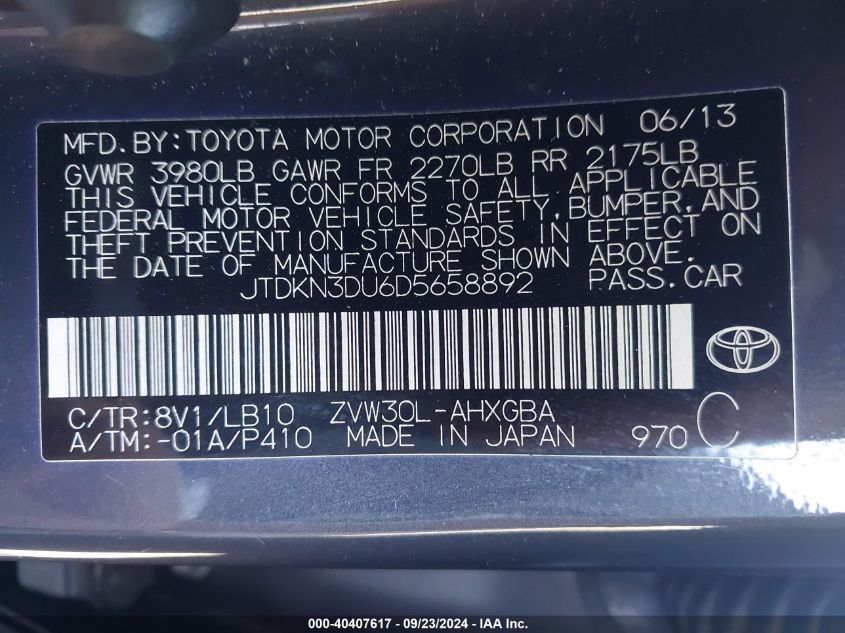 MFD. BY: TOYOTA MOTOR CORPORATION 06/13
GVWR 3980LB GAWR FR 2270LB RR 2175LB
THIS VEHICLE CONFORMS TO ALL APPLICABLE
FEDERAL MOTOR VEHICLE SAFETY, BUMPER, AND
THEFT PREVENTION STANDARDS IN EFFECT ON
THE DATE OF MANUFACTURE SHOWN ABOVE.
JTDKN3DU6D5658892 PASS. CAR
C/TR: 8V1/LB10 ZVW30L-AHXGBA
A/TM: -01A/P410 MADE IN JAPAN 970 C
000-40407617 - 09/23/2024 - IAA Inc.